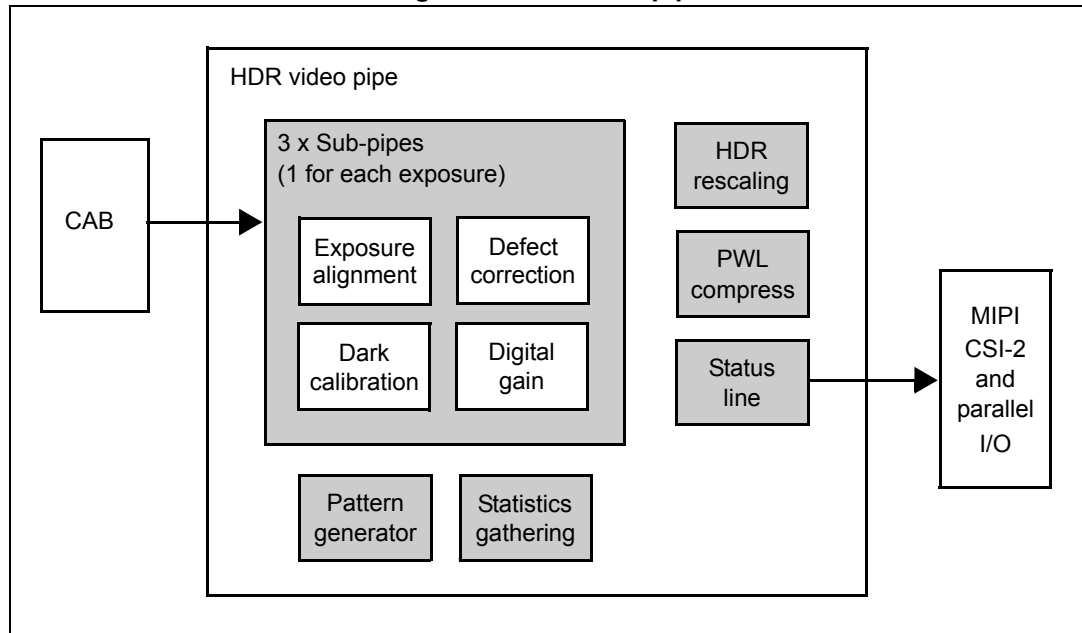 HDR video pipe
CAB
3 x Sub-pipes
(1 for each exposure)
Exposure
alignment
Defect
correction
Dark
calibration
Digital
gain
HDR
rescaling
PWL
compress
Status
line
Pattern
generator
Statistics
gathering
MIPI
CSI-2
and
parallel
I/O